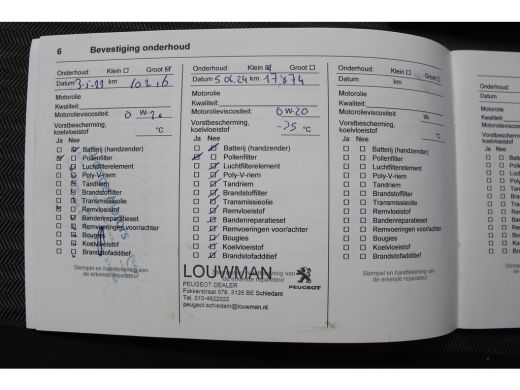 6 Bevestiging onderhoud
Onderhoud: Klein Groot
Datum km 10216
Motorolie
Kwaliteit:
Motorolieviscositeit: 0 W- 20
Vorstbescherming,
koelvloeistof °C
Ja Nee
Batterij (handzender)
Pollenfilter
Luchtfilterelement
Poly-V-riem
Tandriem
Brandstoffilter
Transmissieolie
Remvloeistof
Bandenreparatieset
Remvoeringen voor/achter
Bougies
Koelvloeistof
Brandstofadditief
Stempel en handtekening van
de erkende reparateur
Onderhoud: Klein Groot
Datum 5.06.24 km 17874
Motorolie
Kwaliteit:
Motorolieviscositeit: 0 W- 20
Vorstbescherming,
koelvloeistof -35 °C
Ja Nee
Batterij (handzender)
Pollenfilter
Luchtfilterelement
Poly-V-riem
Tandriem
Brandstoffilter
Transmissieolie
Remvloeistof
Bandenreparatieset
Remvoeringen voor/achter
Bougies
Koelvloeistof
Brandstofadditief
LOUWMAN
PEUGEOT
PEUGEOT DEALER
Fokkerstraat 576, 3125 BE Schiedam
Tel. 010-4622022
peugeot.schiedam@louwman.nl
Onderhoud: Klein Groot
Datum km
Motorolie
Kwaliteit:
Motorolieviscositeit: W-
Vorstbescherming,
koelvloeistof °C
Ja Nee
Batterij (handzender)
Pollenfilter
Luchtfilterelement
Poly-V-riem
Tandriem
Brandstoffilter
Transmissieolie
Remvloeistof
Bandenreparatieset
Remvoeringen voor/achter
Bougies
Koelvloeistof
Brandstofadditief
Stempel en handtekening van
de erkende reparateur